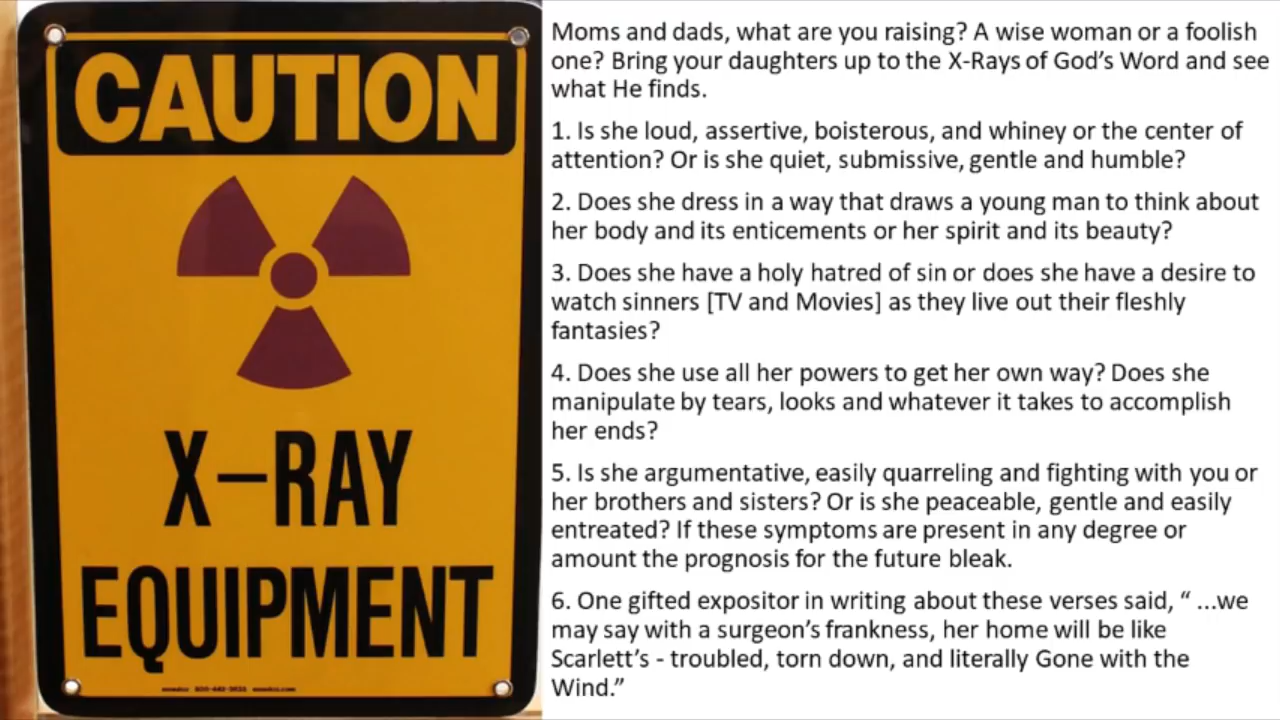 CAUTION
X-RAY
EQUIPMENT
Moms and dads, what are you raising? A wise woman or a foolish
one? Bring your daughters up to the X-Rays of God’s Word and see
what He finds.
1. Is she loud, assertive, boisterous, and whiney or the center of
attention? Or is she quiet, submissive, gentle and humble?
2. Does she dress in a way that draws a young man to think about
her body and its enticements or her spirit and its beauty?
3. Does she have a holy hatred of sin or does she have a desire to
watch sinners [TV and Movies] as they live out their fleshly
fantasies?
4. Does she use all her powers to get her own way? Does she
manipulate by tears, looks and whatever it takes to accomplish
her ends?
5. Is she argumentative, easily quarreling and fighting with you or
her brothers and sisters? Or is she peaceable, gentle and easily
entreated? If these symptoms are present in any degree or
amount the prognosis for the future bleak.
6. One gifted expositor in writing about these verses said, “ ...we
may say with a surgeon’s frankness, her home will be like
Scarlett’s - troubled, torn down, and literally Gone with the
Wind.”